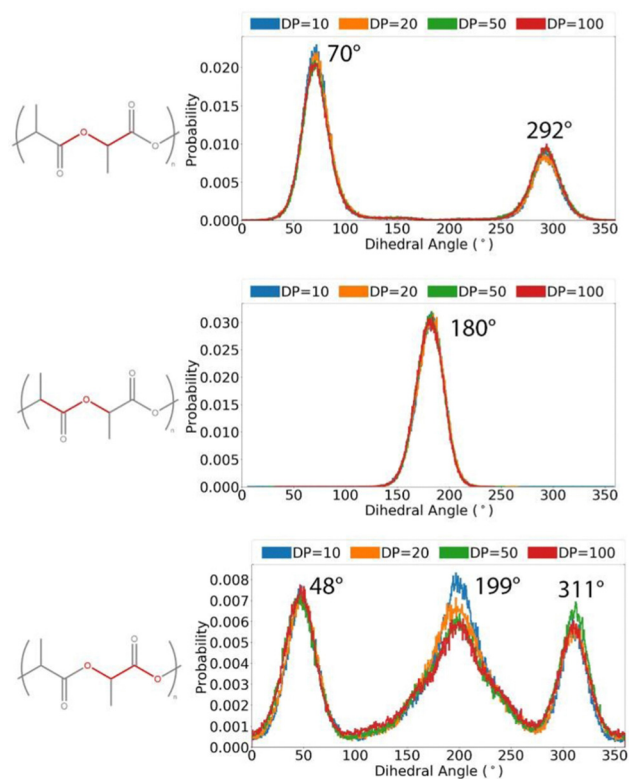 DP=10 DP=20 DP=50 DP=100
70°
292°
0.020
0.015
0.010
0.005
0.000
Probability
0 50 100 150 200 250 300 350
Dihedral Angle (°)
O
O
O
O
n
DP=10 DP=20 DP=50 DP=100
180°
0.030
0.025
0.020
0.015
0.010
0.005
0.000
Probability
0 50 100 150 200 250 300 350
Dihedral Angle (°)
O
O
O
O
n
DP=10 DP=20 DP=50 DP=100
48°
199°
311°
0.008
0.007
0.006
0.005
0.004
0.003
0.002
0.001
0.000
Probability
0 50 100 150 200 250 300 350
Dihedral Angle (°)
O
O
O
O
n